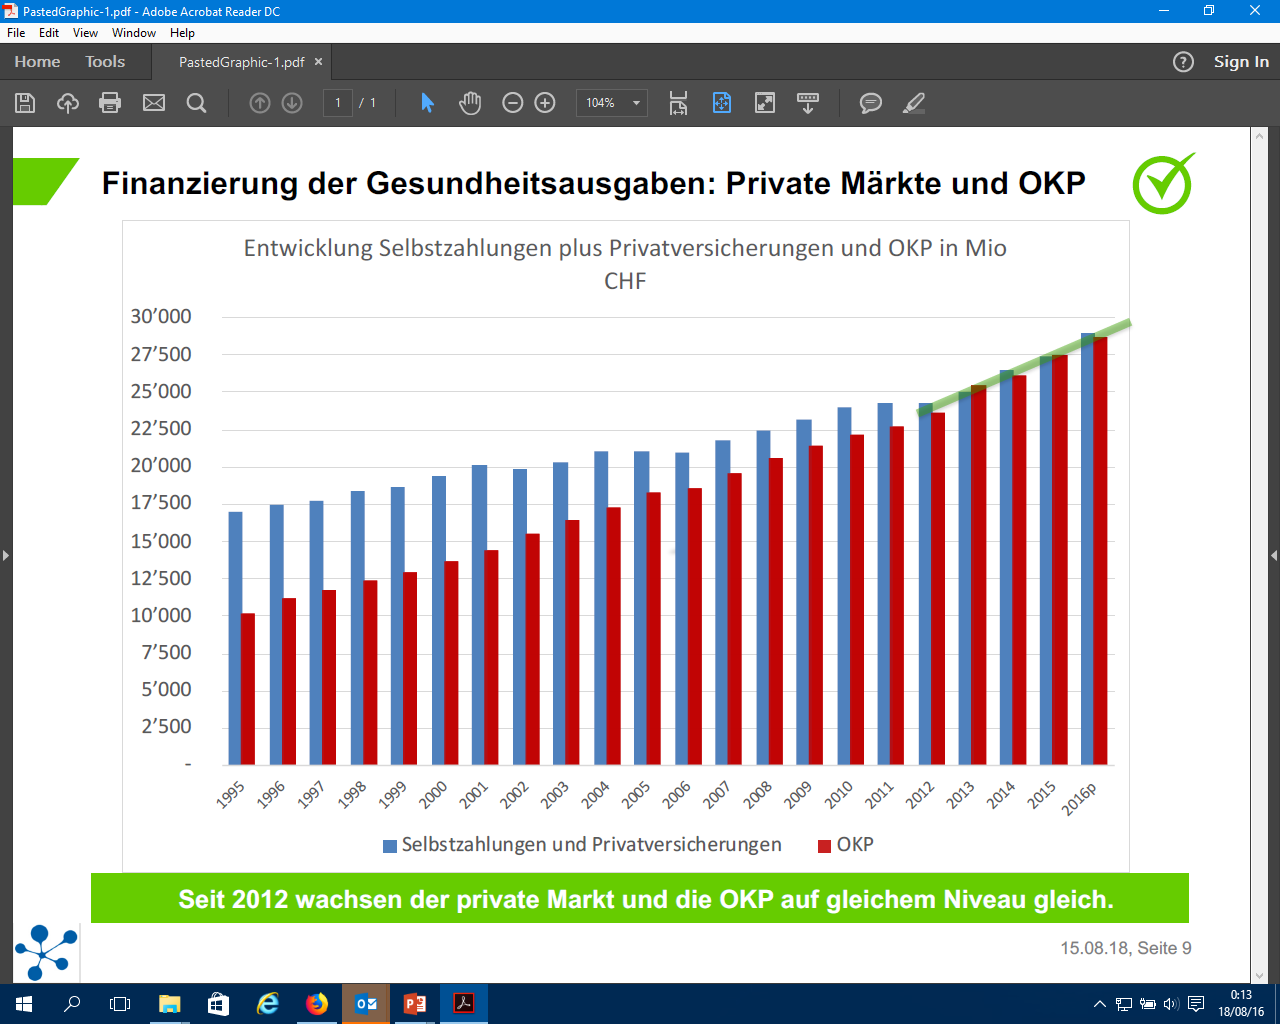 PastedGraphic-1.pdf - Adobe Acrobat Reader DC
File Edit View Window Help
Home Tools PastedGraphic-1.pdf × ? Sign In
1 / 1 104%
Finanzierung der Gesundheitsausgaben: Private Märkte und OKP
Entwicklung Selbstzahlungen plus Privatversicherungen und OKP in Mio
CHF
30’000
27’500
25’000
22’500
20’000
17’500
15’000
12’500
10’000
7’500
5’000
2’500
-
1995 1996 1997 1998 1999 2000 2001 2002 2003 2004 2005 2006 2007 2008 2009 2010 2011 2012 2013 2014 2015 2016p
Selbstzahlungen und Privatversicherungen OKP
Seit 2012 wachsen der private Markt und die OKP auf gleichem Niveau gleich.
15.08.18, Seite 9
0:13
18/08/16